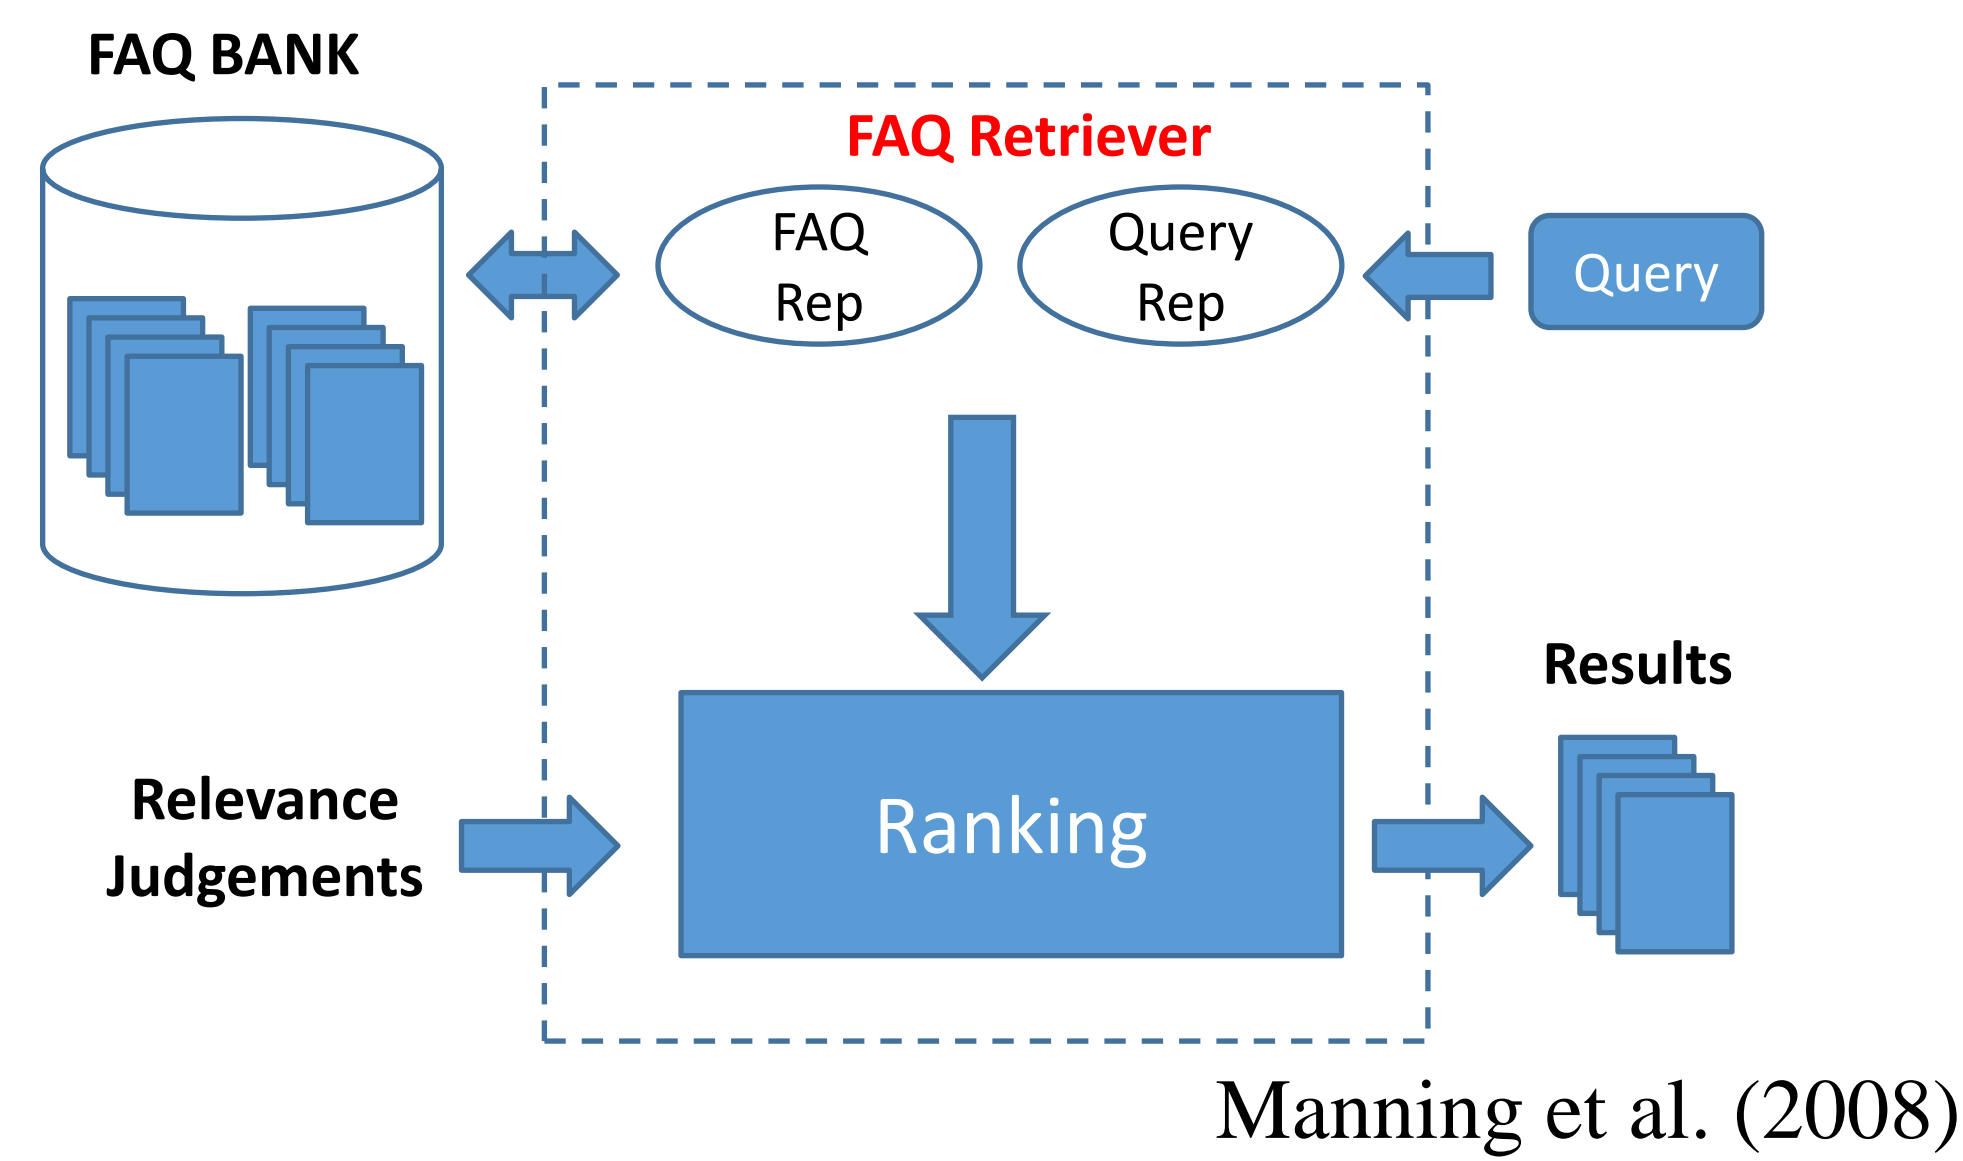 FAQ BANK
FAQ Retriever
FAQ
Rep
Query
Rep
Query
Results
Relevance
Judgements
Ranking
Manning et al. (2008)